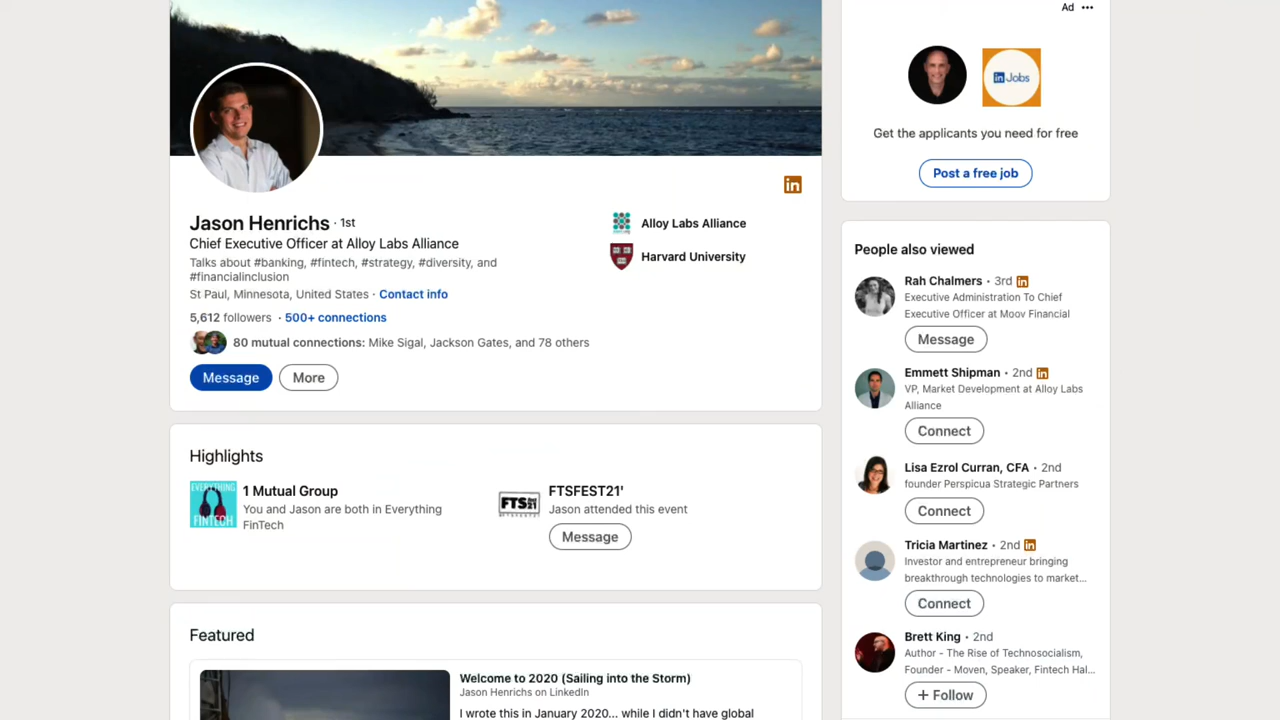 Ad •••
in Jobs
Get the applicants you need for free
Post a free job
in
Jason Henrichs · 1st
Chief Executive Officer at Alloy Labs Alliance
Talks about #banking, #fintech, #strategy, #diversity, and
#financialinclusion
St Paul, Minnesota, United States · Contact info
5,612 followers · 500+ connections
80 mutual connections: Mike Sigal, Jackson Gates, and 78 others
Message
More
Alloy Labs Alliance
Harvard University
Highlights
EVERYTHING
FINTECH
1 Mutual Group
You and Jason are both in Everything
FinTech
FTS
FTSFEST21'
Jason attended this event
Message
Featured
Welcome to 2020 (Sailing into the Storm)
Jason Henrichs on LinkedIn
I wrote this in January 2020... while I didn't have global
People also viewed
Rah Chalmers • 3rd in
Executive Administration To Chief
Executive Officer at Moov Financial
Message
Emmett Shipman • 2nd in
VP, Market Development at Alloy Labs
Alliance
Connect
Lisa Ezrol Curran, CFA • 2nd
founder Perspicua Strategic Partners
Connect
Tricia Martinez • 2nd in
Investor and entrepreneur bringing
breakthrough technologies to market...
Connect
Brett King • 2nd
Author - The Rise of Technosocialism,
Founder - Moven, Speaker, Fintech Hal...
+ Follow